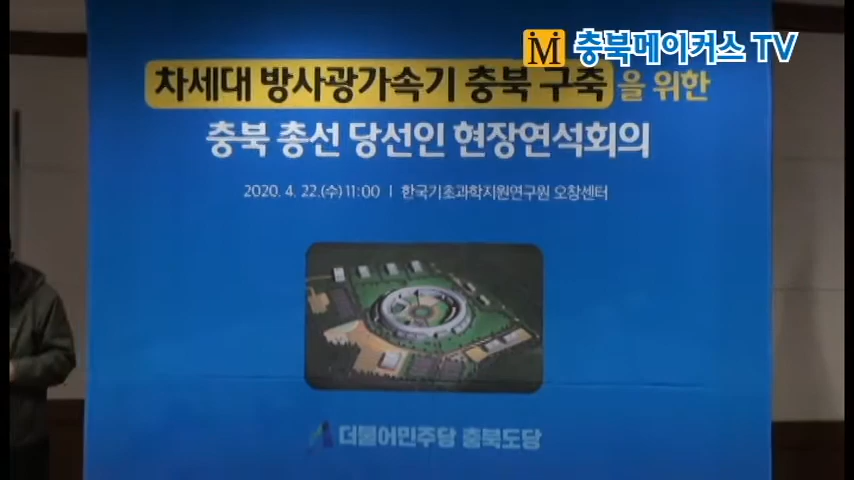 M 충북메이커스 TV
차세대 방사광가속기 충북 구축을 위한
충북 총선 당선인 현장연석회의
2020. 4. 22.(수) 11:00 | 한국기초과학지원연구원 오창센터
더불어민주당 충북도당